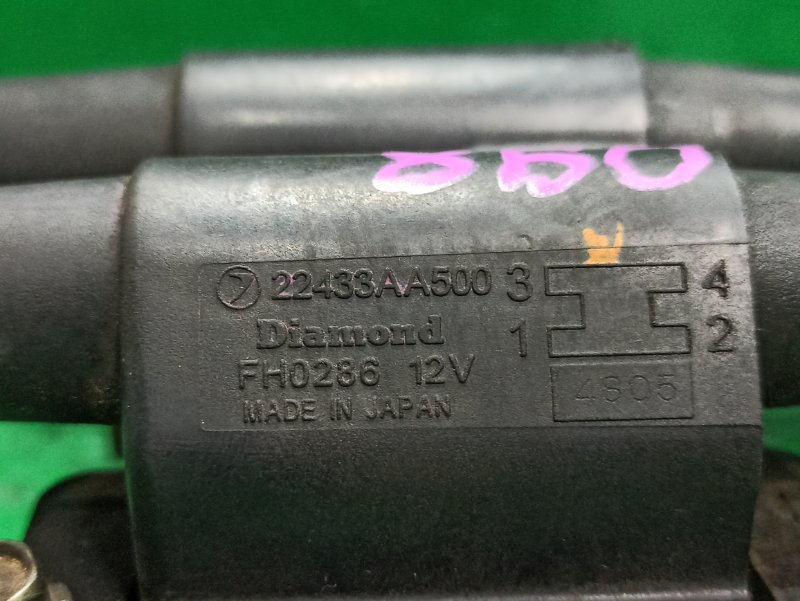 22433AA500 3 4
Diamond 1 2
FH0286 12V
4805
MADE IN JAPAN